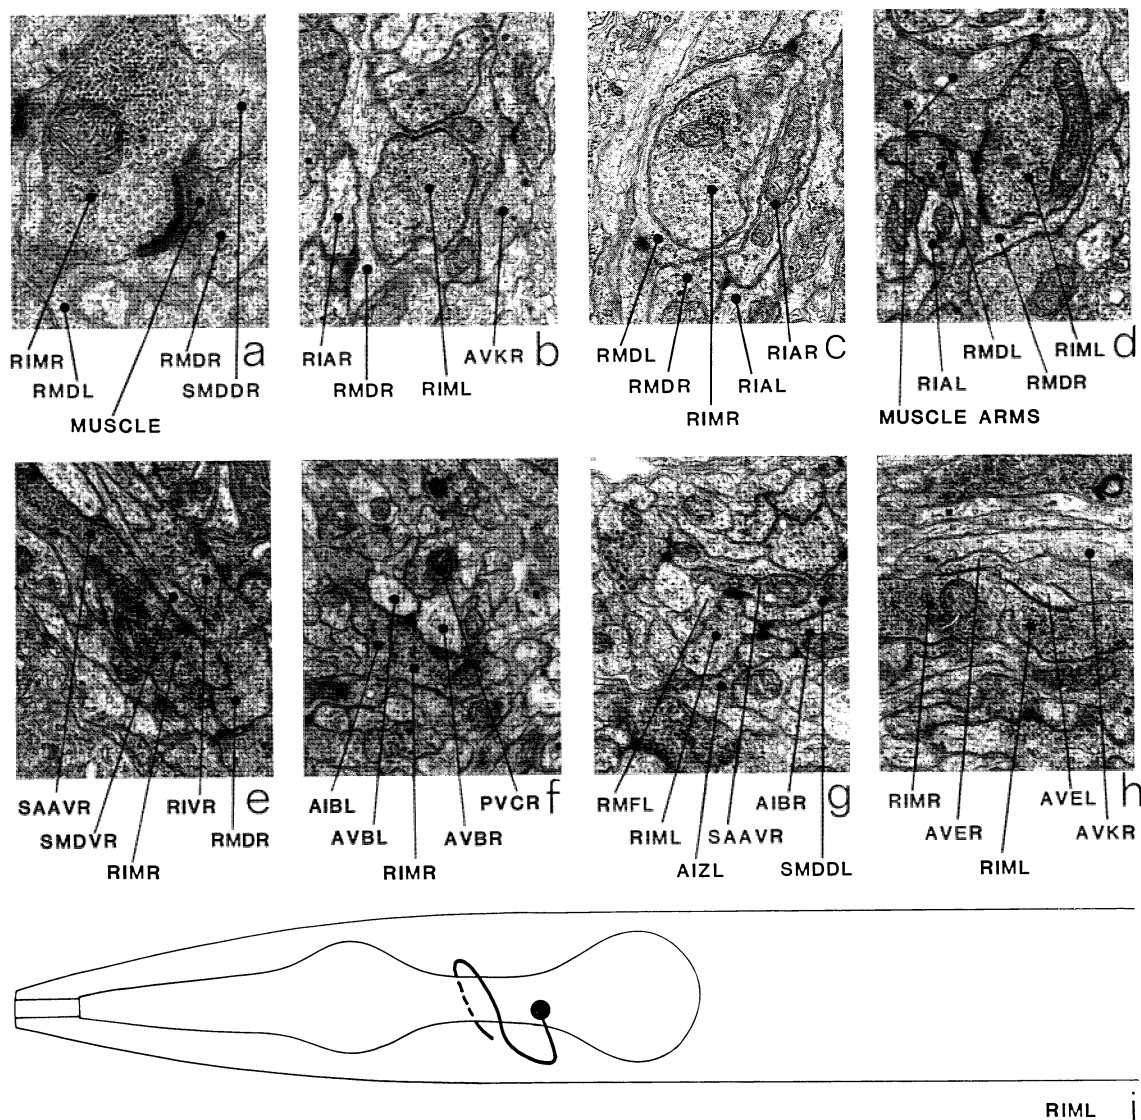 RIMR RMDR a
RMDL SMDDR
MUSCLE
RIAR AVKR b
RMDR RIML
RMDL RIAR c
RMDR RIAL
RIMR
RMDL RIML d
RIAL RMDR
MUSCLE ARMS
SAAVR RIVR e
SMDVR RMDR
RIMR
AIBL PVCR f
AVBL AVBR
RIMR
RMFL AIBR g
RIML SAAVR
AIZL SMDDL
RIMR AVEL h
AVER AVKR
RIML
RIML i